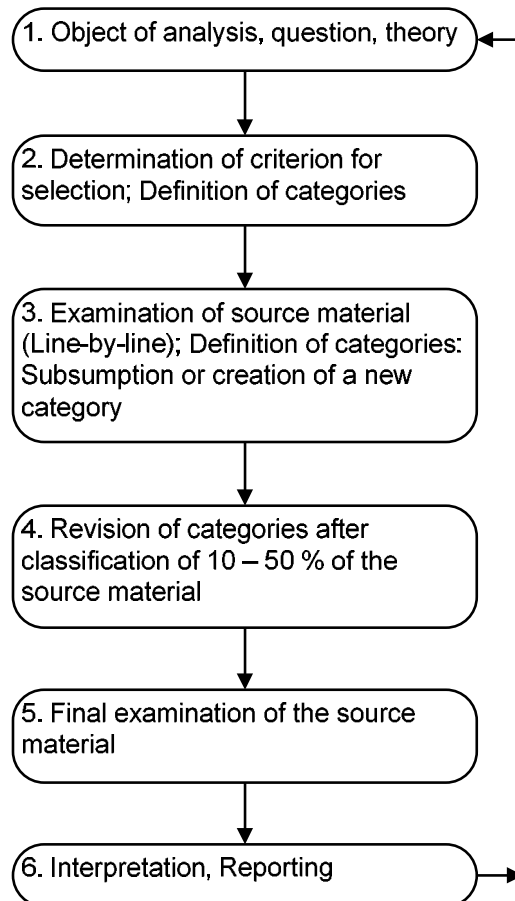 1. Object of analysis, question, theory
2. Determination of criterion for
selection; Definition of categories
3. Examination of source material
(Line-by-line); Definition of categories:
Subsumption or creation of a new
category
4. Revision of categories after
classification of 10 – 50 % of the
source material
5. Final examination of the source
material
6. Interpretation, Reporting